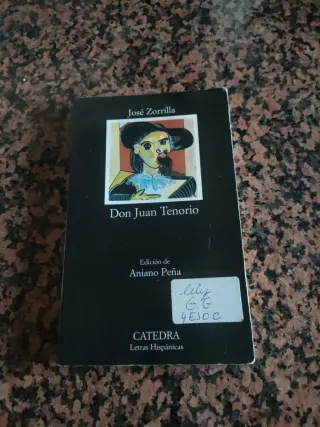 José Zorrilla
Don Juan Tenorio
Edición de
Aniano Peña
CATEDRA
Letras Hispánicas